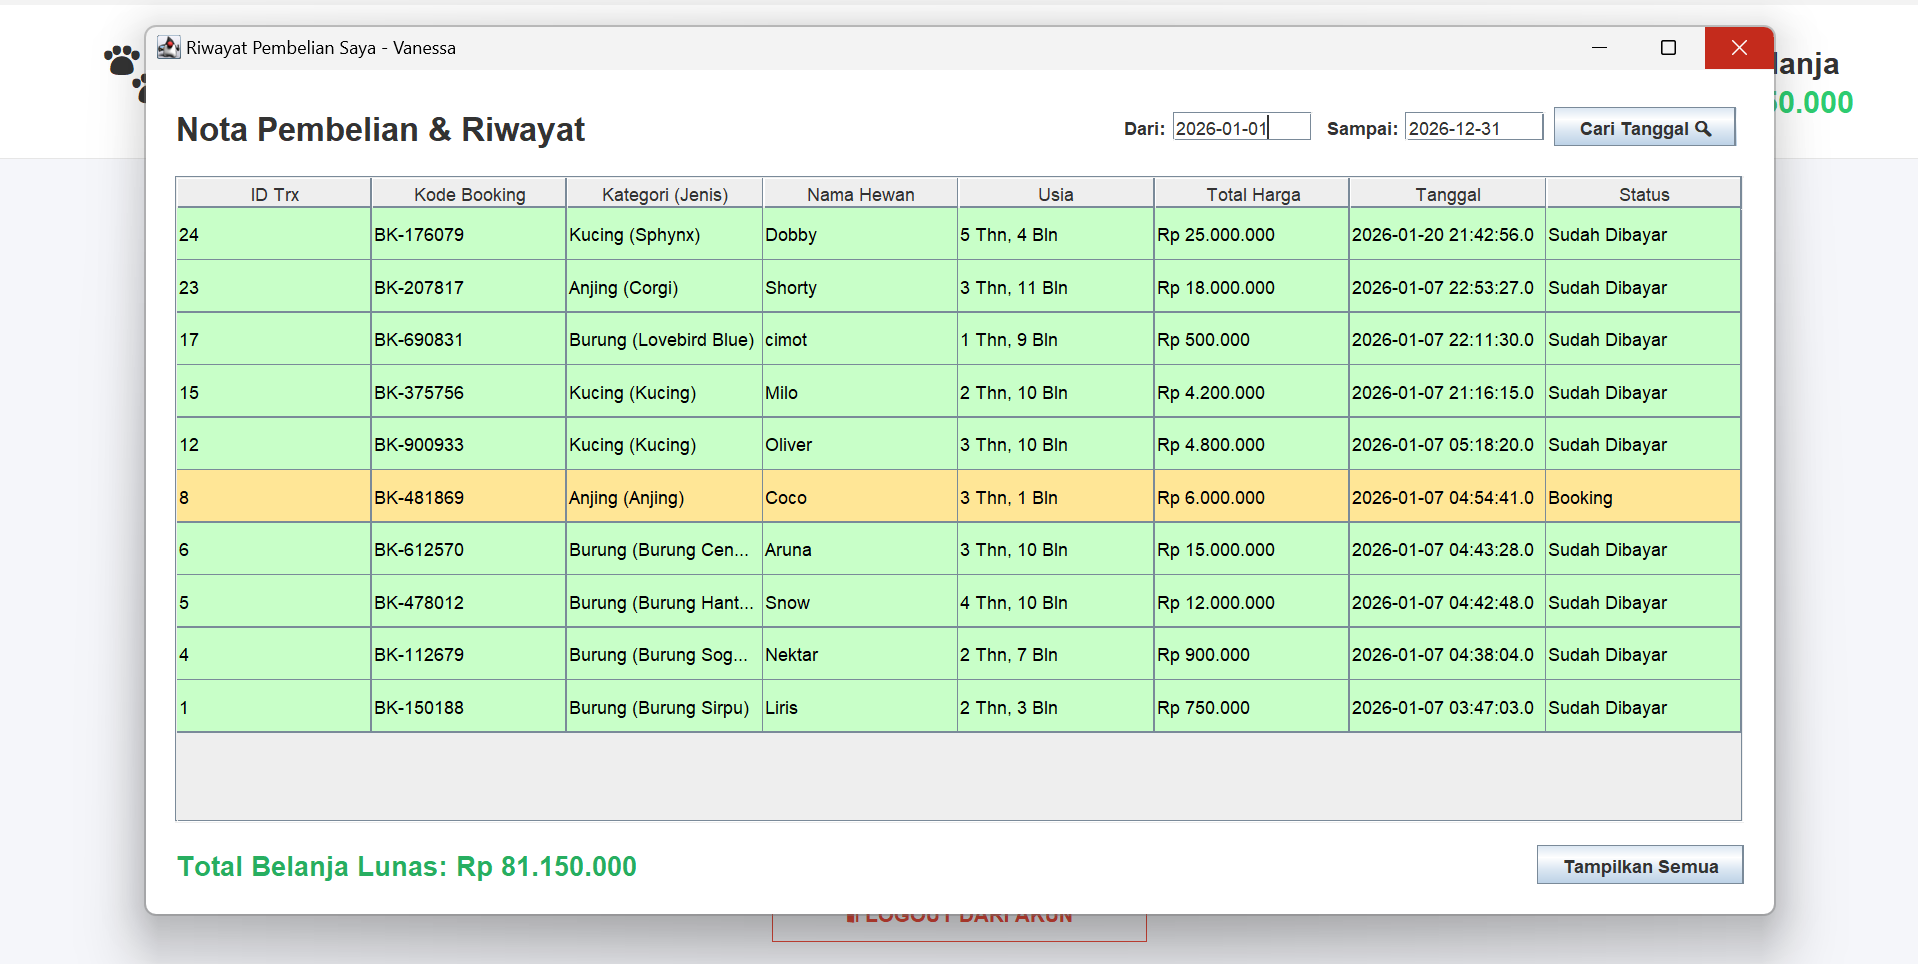 Riwayat Pembelian Saya - Vanessa
lanja
50.000
Nota Pembelian & Riwayat
Dari: 2026-01-01 Sampai: 2026-12-31 Cari Tanggal
ID Trx Kode Booking Kategori (Jenis) Nama Hewan Usia Total Harga Tanggal Status
24 BK-176079 Kucing (Sphynx) Dobby 5 Thn, 4 Bln Rp 25.000.000 2026-01-20 21:42:56.0 Sudah Dibayar
23 BK-207817 Anjing (Corgi) Shorty 3 Thn, 11 Bln Rp 18.000.000 2026-01-07 22:53:27.0 Sudah Dibayar
17 BK-690831 Burung (Lovebird Blue) cimot 1 Thn, 9 Bln Rp 500.000 2026-01-07 22:11:30.0 Sudah Dibayar
15 BK-375756 Kucing (Kucing) Milo 2 Thn, 10 Bln Rp 4.200.000 2026-01-07 21:16:15.0 Sudah Dibayar
12 BK-900933 Kucing (Kucing) Oliver 3 Thn, 10 Bln Rp 4.800.000 2026-01-07 05:18:20.0 Sudah Dibayar
8 BK-481869 Anjing (Anjing) Coco 3 Thn, 1 Bln Rp 6.000.000 2026-01-07 04:54:41.0 Booking
6 BK-612570 Burung (Burung Cen... Aruna 3 Thn, 10 Bln Rp 15.000.000 2026-01-07 04:43:28.0 Sudah Dibayar
5 BK-478012 Burung (Burung Hant... Snow 4 Thn, 10 Bln Rp 12.000.000 2026-01-07 04:42:48.0 Sudah Dibayar
4 BK-112679 Burung (Burung Sog... Nektar 2 Thn, 7 Bln Rp 900.000 2026-01-07 04:38:04.0 Sudah Dibayar
1 BK-150188 Burung (Burung Sirpu) Liris 2 Thn, 3 Bln Rp 750.000 2026-01-07 03:47:03.0 Sudah Dibayar
Total Belanja Lunas: Rp 81.150.000 Tampilkan Semua
LOGOUT DARI AKUN